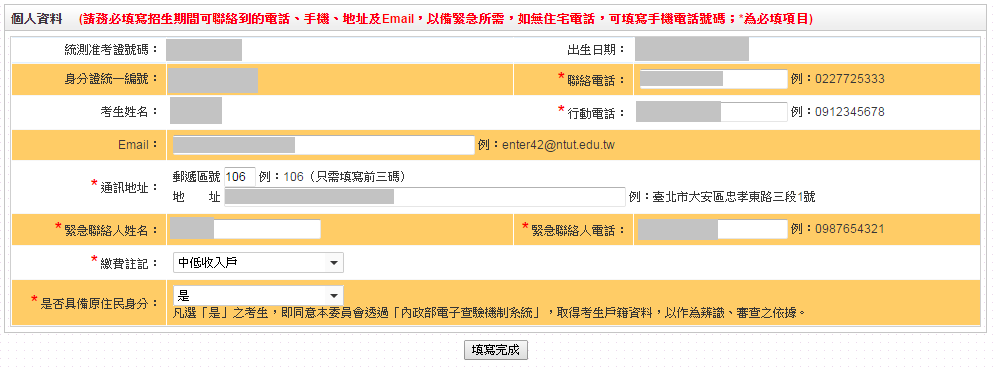 個人資料 (請務必填寫招生期間可聯絡到的電話、手機、地址及Email，以備緊急所需，如無住宅電話，可填寫手機電話號碼；*為必填項目)
統測准考證號碼： 出生日期：
身分證統一編號： *聯絡電話： 例：0227725333
考生姓名： *行動電話： 例：0912345678
Email： 例：enter42@ntut.edu.tw
*通訊地址： 郵遞區號 106 例：106（只需填寫前三碼）
地　　址 例：臺北市大安區忠孝東路三段1號
*緊急聯絡人姓名： *緊急聯絡人電話： 例：0987654321
*繳費註記： 中低收入戶
*是否具備原住民身分： 是
凡選「是」之考生，即同意本委員會透過「內政部電子查驗機制系統」，取得考生戶籍資料，以作為辨識、審查之依據。
填寫完成